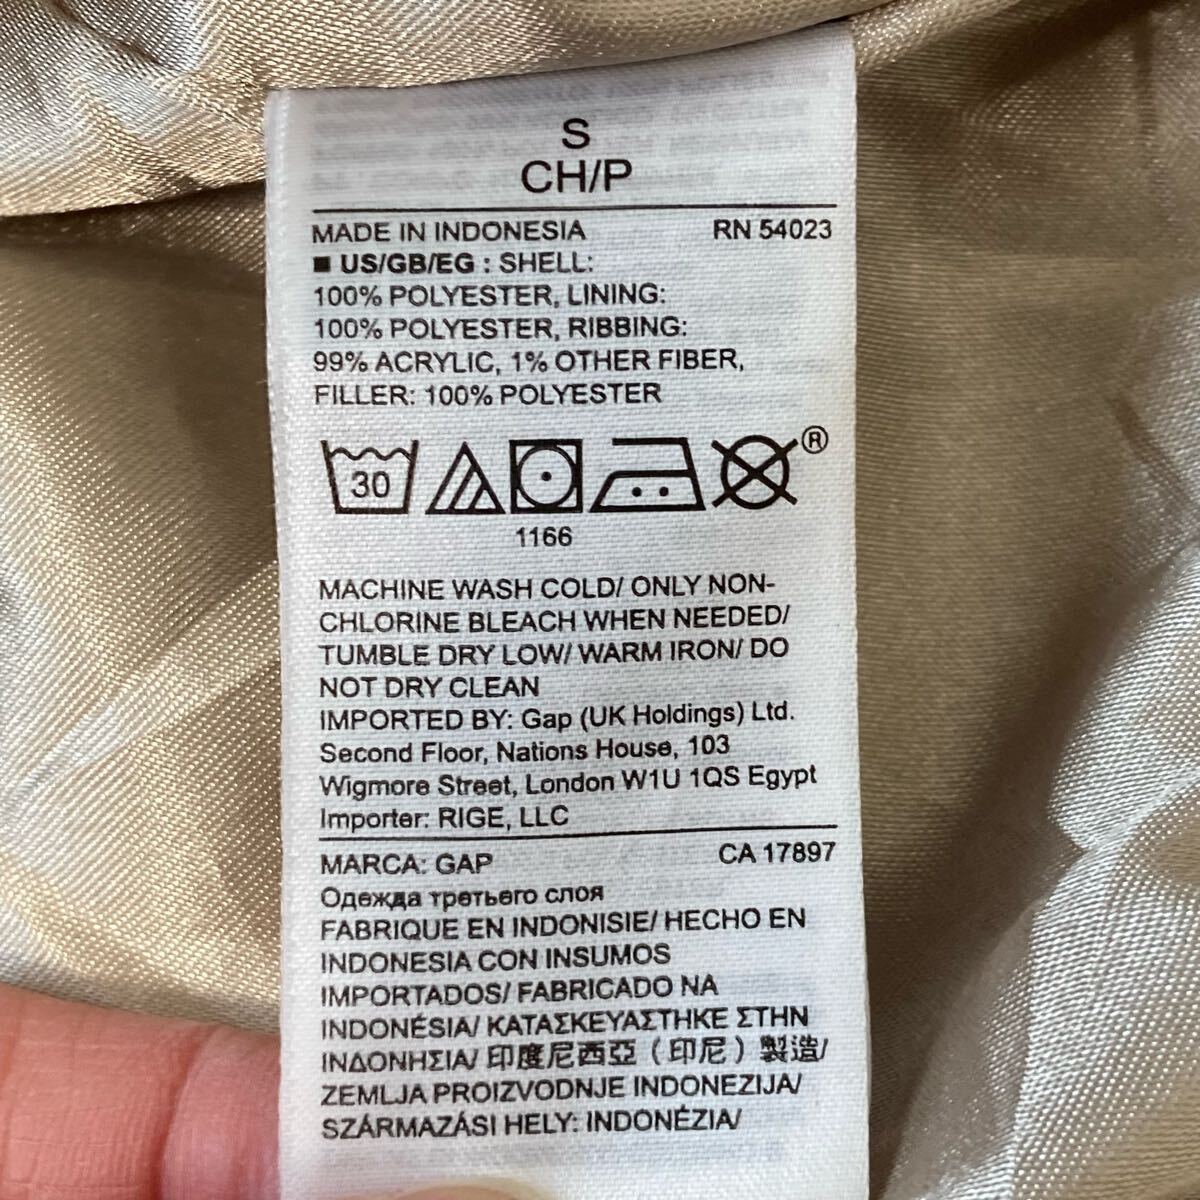 S
CH/P
MADE IN INDONESIA RN 54023
■ US/GB/EG : SHELL:
100% POLYESTER, LINING:
100% POLYESTER, RIBBING:
99% ACRYLIC, 1% OTHER FIBER,
FILLER: 100% POLYESTER
30 ®
1166
MACHINE WASH COLD/ ONLY NON-
CHLORINE BLEACH WHEN NEEDED/
TUMBLE DRY LOW/ WARM IRON/ DO
NOT DRY CLEAN
IMPORTED BY: Gap (UK Holdings) Ltd.
Second Floor, Nations House, 103
Wigmore Street, London W1U 1QS Egypt
Importer: RIGE, LLC
MARCA: GAP CA 17897
Одежда третьего слоя
FABRIQUE EN INDONISIE/ HECHO EN
INDONESIA CON INSUMOS
IMPORTADOS/ FABRICADO NA
INDONÉSIA/ ΚΑΤΑΣΚΕΥΑΣΤΗΚΕ ΣΤΗΝ
ΙΝΔΟΝΗΣΙΑ/ 印度尼西亞（印尼）製造/
ZEMLJA PROIZVODNJE INDONEZIJA/
SZÁRMAZÁSI HELY: INDONÉZIA/